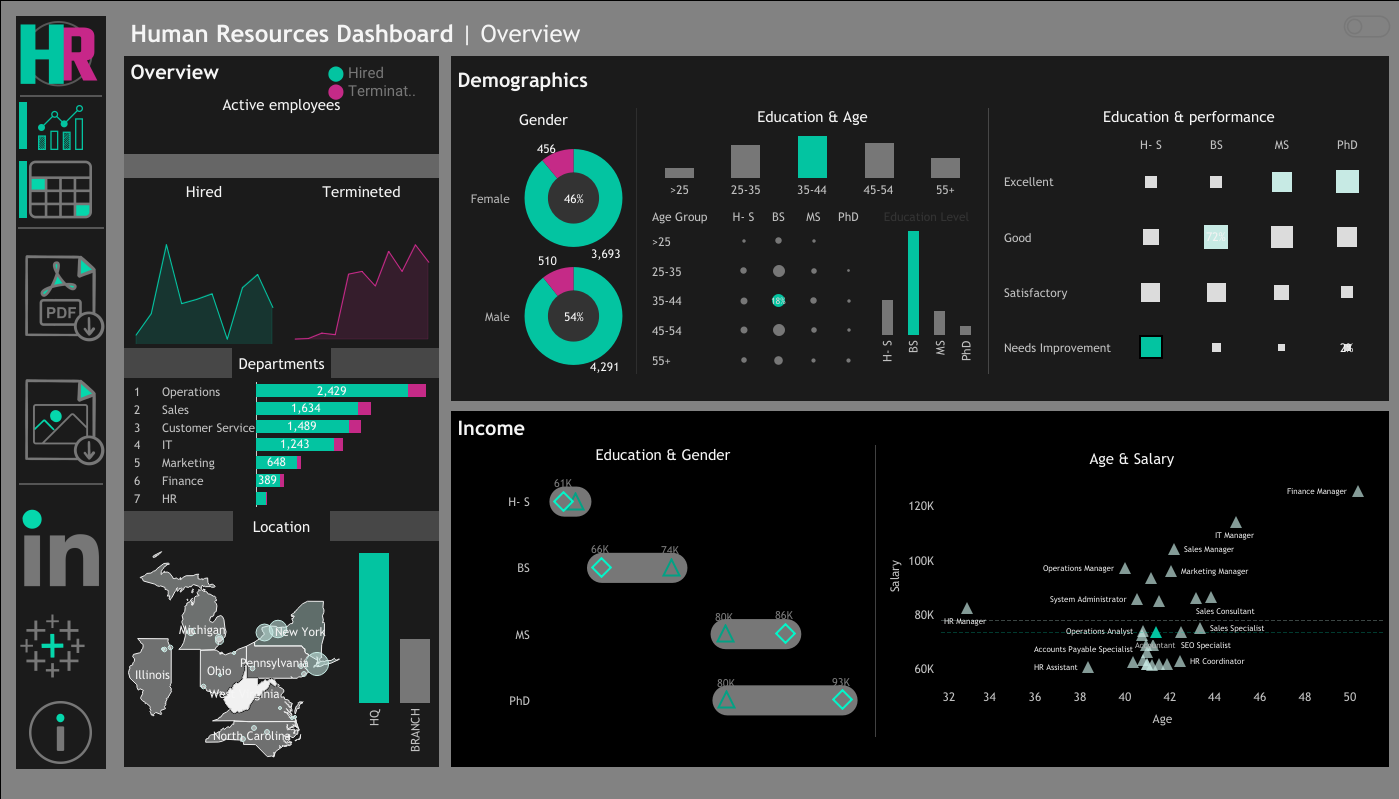 HR
Human Resources Dashboard | Overview
Overview
Hired
Terminat..
Active employees
Hired
Termineted
Departments
1 Operations 2,429
2 Sales 1,634
3 Customer Service 1,489
4 IT 1,243
5 Marketing 648
6 Finance 389
7 HR
Location
Michigan
New York
Illinois
Ohio
Pennsylvania
North Carolina
HQ
BRANCH
PDF
in
Demographics
Gender
456
Female
46%
3,693
510
Male
54%
4,291
Education & Age
>25 25-35 35-44 45-54 55+
Age Group H- S BS MS PhD
Education Level
>25
25-35
35-44 18%
45-54
55+
H- S BS MS PhD
Education & performance
H- S BS MS PhD
Excellent
Good 72%
Satisfactory
Needs Improvement 2%
Income
Education & Gender
61K
H- S
66K 74K
BS
80K 86K
MS
80K 93K
PhD
Age & Salary
Salary
120K
100K
80K
60K
Finance Manager
IT Manager
Sales Manager
Operations Manager
Marketing Manager
System Administrator
Sales Consultant
HR Manager
Operations Analyst
Sales Specialist
Accountant
SEO Specialist
Accounts Payable Specialist
HR Coordinator
HR Assistant
32 34 36 38 40 42 44 46 48 50
Age